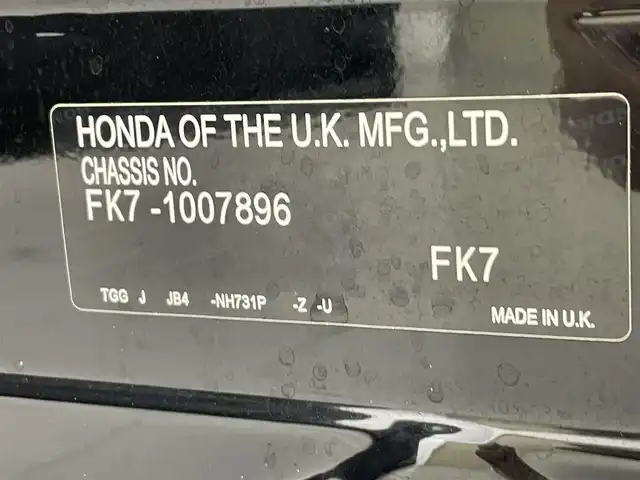 HONDA OF THE U.K. MFG.,LTD.
CHASSIS NO.
FK7 -1007896
FK7
TGG J JB4 -NH731P -Z -U
MADE IN U.K.